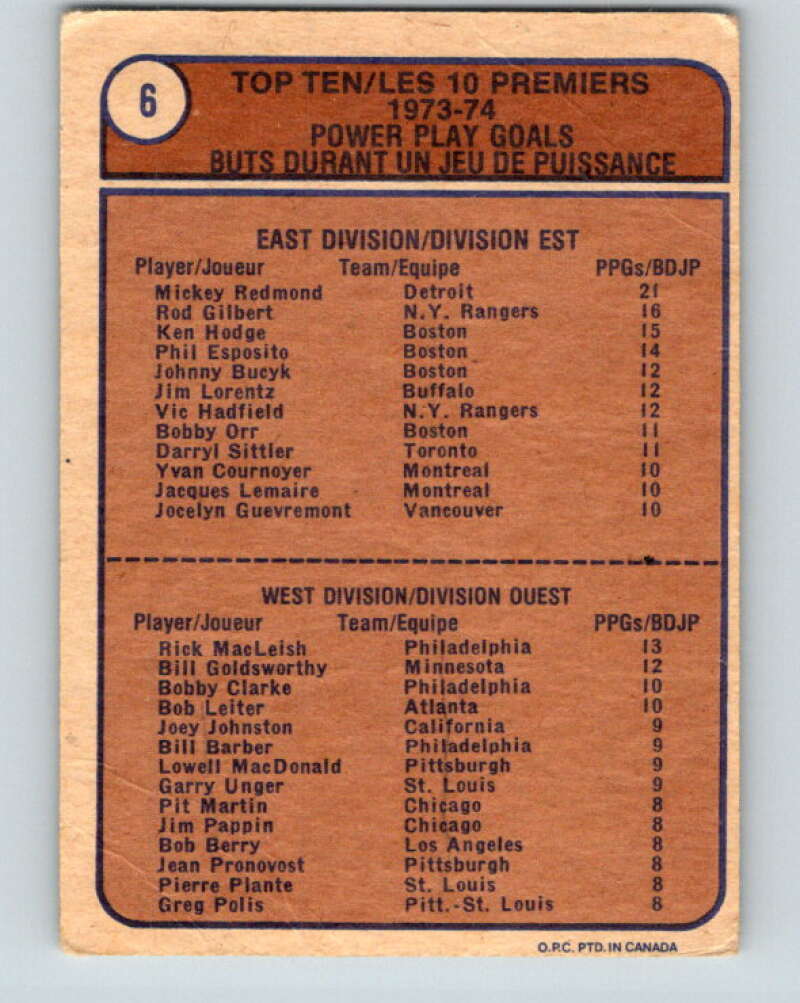 6
TOP TEN/LES 10 PREMIERS
1973-74
POWER PLAY GOALS
BUTS DURANT UN JEU DE PUISSANCE
EAST DIVISION/DIVISION EST
Player/Joueur Team/Equipe PPGs/BDJP
Mickey Redmond Detroit 21
Rod Gilbert N.Y. Rangers 16
Ken Hodge Boston 15
Phil Esposito Boston 14
Johnny Bucyk Boston 12
Jim Lorentz Buffalo 12
Vic Hadfield N.Y. Rangers 12
Bobby Orr Boston 11
Darryl Sittler Toronto 11
Yvan Cournoyer Montreal 10
Jacques Lemaire Montreal 10
Jocelyn Guevremont Vancouver 10
WEST DIVISION/DIVISION OUEST
Player/Joueur Team/Equipe PPGs/BDJP
Rick MacLeish Philadelphia 13
Bill Goldsworthy Minnesota 12
Bobby Clarke Philadelphia 10
Bob Leiter Atlanta 10
Joey Johnston California 9
Bill Barber Philadelphia 9
Lowell MacDonald Pittsburgh 9
Garry Unger St. Louis 9
Pit Martin Chicago 8
Jim Pappin Chicago 8
Bob Berry Los Angeles 8
Jean Pronovost Pittsburgh 8
Pierre Plante St. Louis 8
Greg Polis Pitt.-St. Louis 8
O.P.C. PTD. IN CANADA